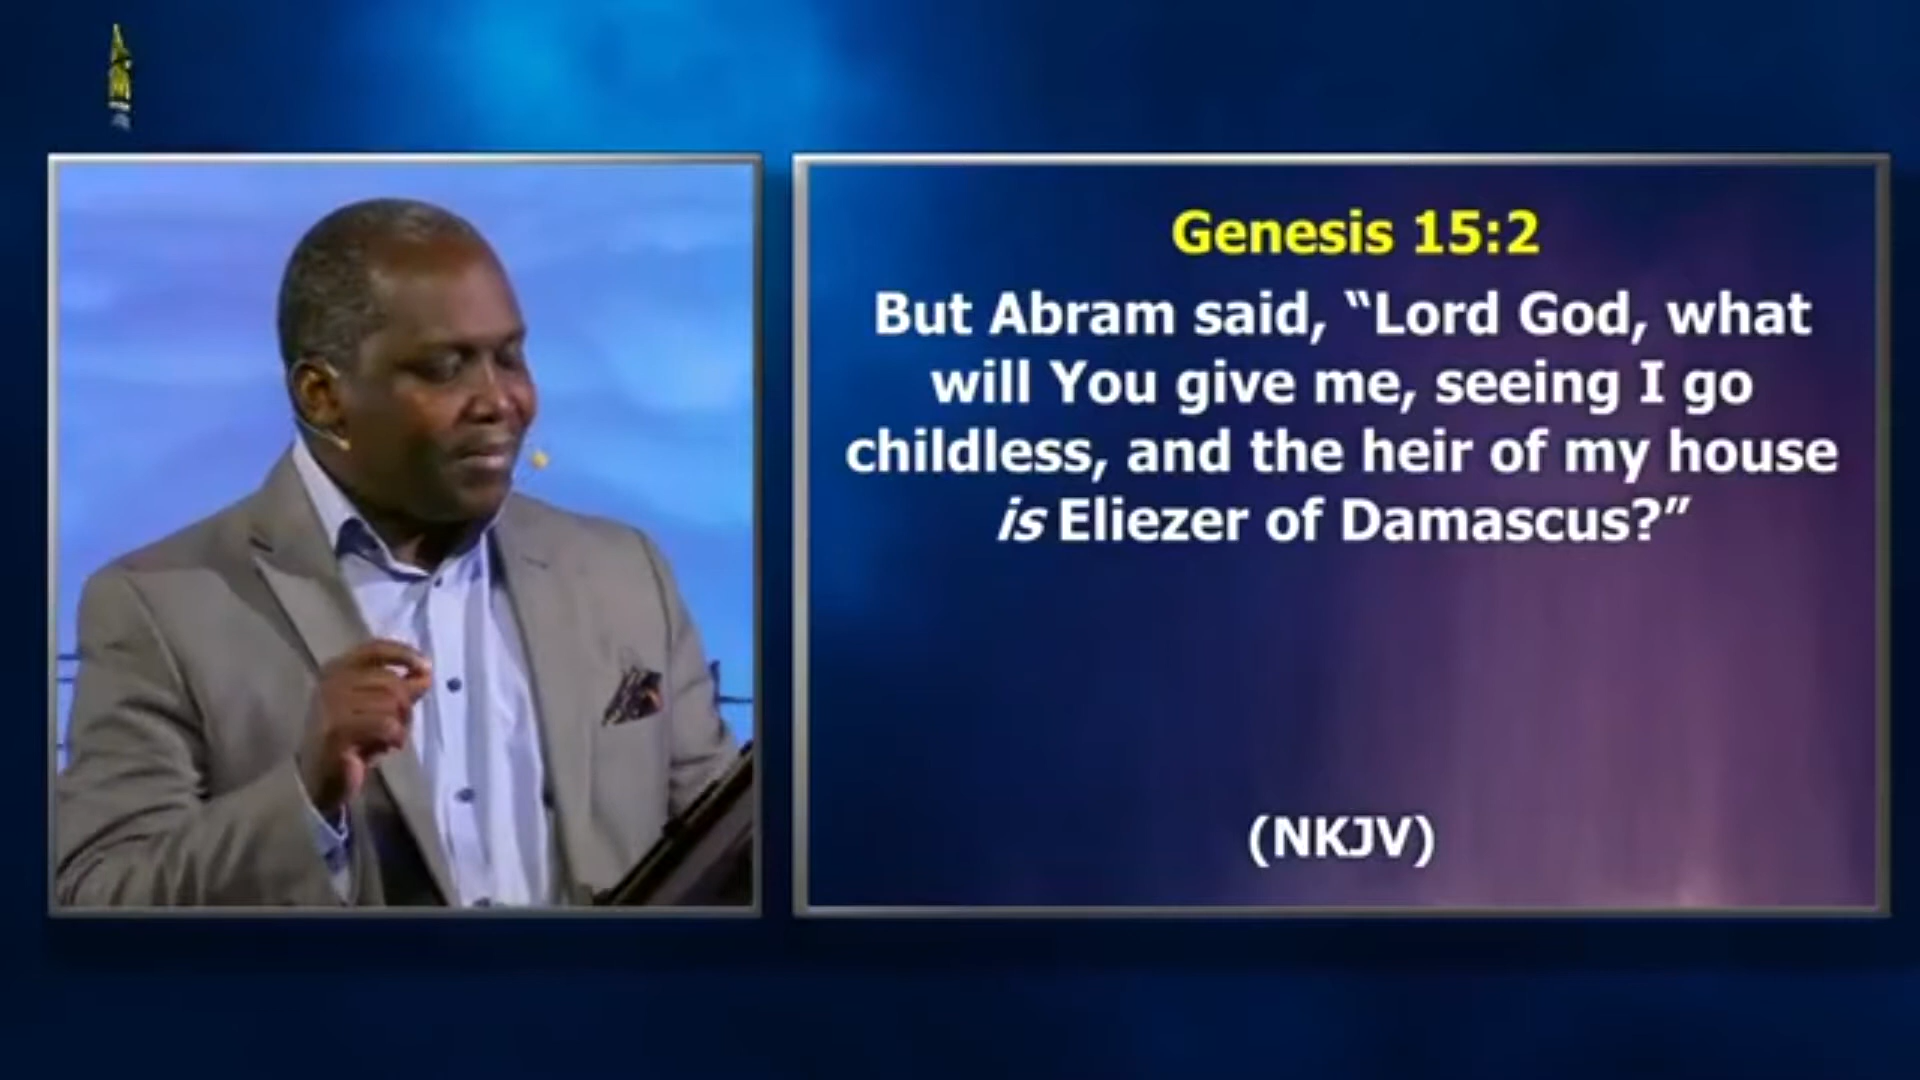 Genesis 15:2
But Abram said, “Lord God, what
will You give me, seeing I go
childless, and the heir of my house
is Eliezer of Damascus?”
(NKJV)